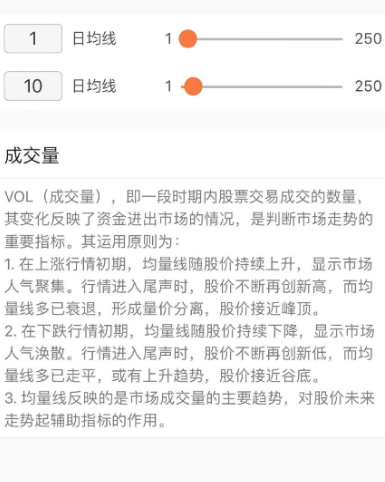 1 日均线 1 250
10 日均线 1 250
成交量
VOL（成交量），即一段时期内股票交易成交的数量，
其变化反映了资金进出市场的情况，是判断市场走势的
重要指标。其运用原则为：
1. 在上涨行情初期，均量线随股价持续上升，显示市场
人气聚集。行情进入尾声时，股价不断再创新高，而均
量线多已衰退，形成量价分离，股价接近峰顶。
2. 在下跌行情初期，均量线随股价持续下降，显示市场
人气涣散。行情进入尾声时，股价不断再创新低，而均
量线多已走平，或有上升趋势，股价接近谷底。
3. 均量线反映的是市场成交量的主要趋势，对股价未来
走势起辅助指标的作用。